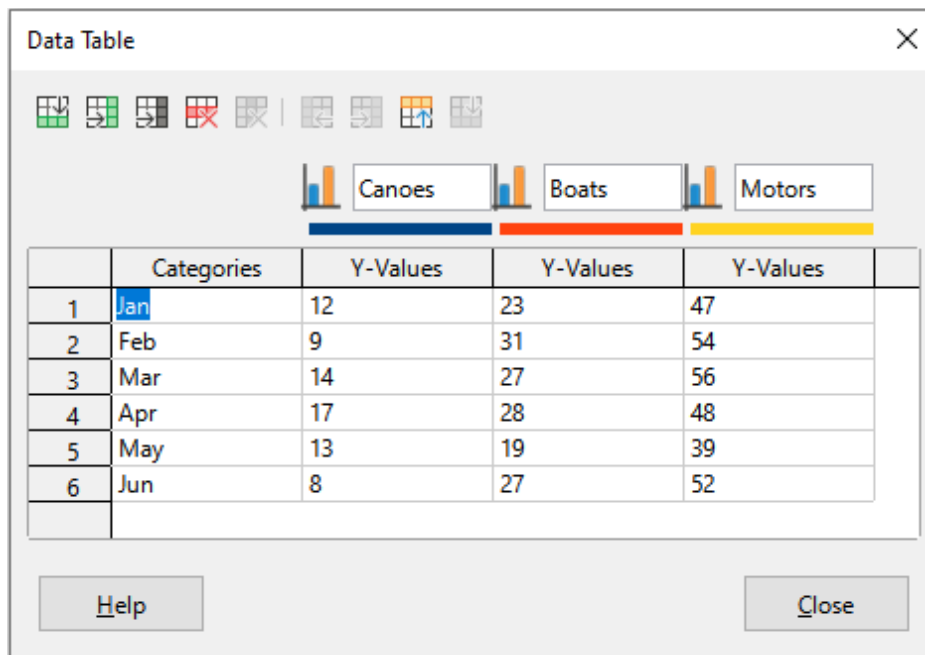 Data Table
Canoes Boats Motors
Categories Y-Values Y-Values Y-Values
1 Jan 12 23 47
2 Feb 9 31 54
3 Mar 14 27 56
4 Apr 17 28 48
5 May 13 19 39
6 Jun 8 27 52
Help Close